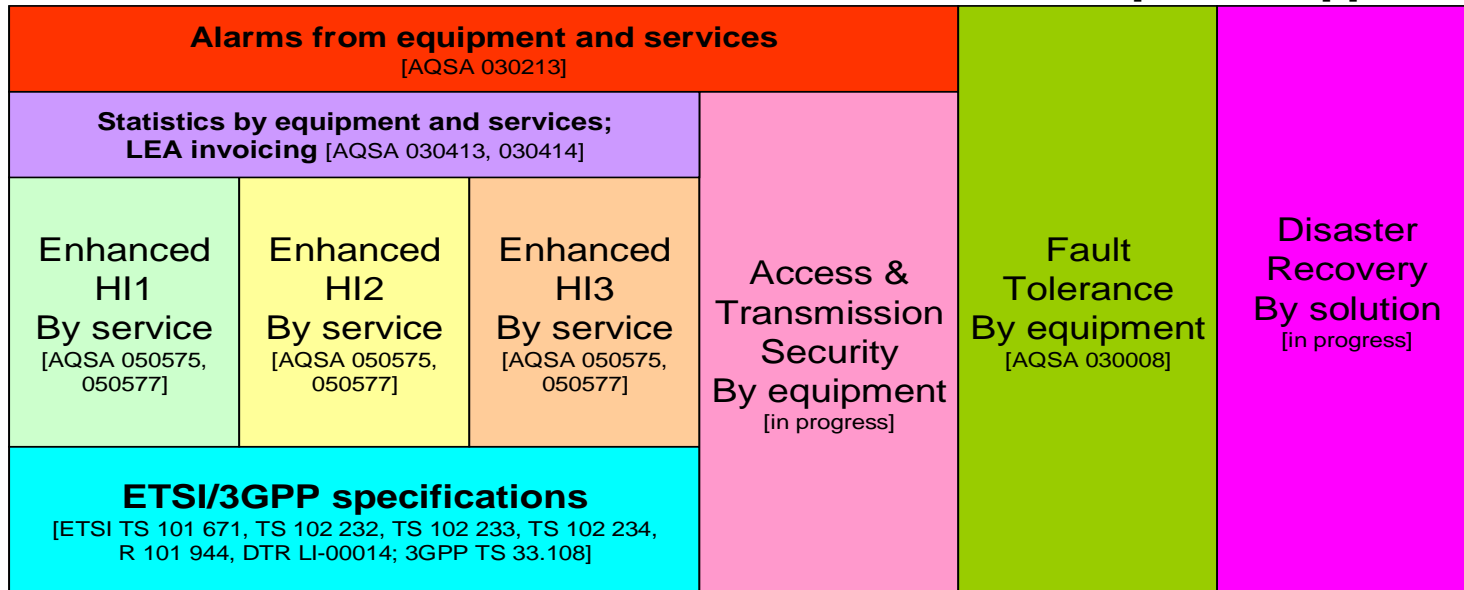 Alarms from equipment and services
[AQSA 030213]
Statistics by equipment and services;
LEA invoicing [AQSA 030413, 030414]
Enhanced
HI1
By service
[AQSA 050575,
050577]
Enhanced
HI2
By service
[AQSA 050575,
050577]
Enhanced
HI3
By service
[AQSA 050575,
050577]
ETSI/3GPP specifications
[ETSI TS 101 671, TS 102 232, TS 102 233, TS 102 234,
R 101 944, DTR LI-00014; 3GPP TS 33.108]
Access &
Transmission
Security
By equipment
[in progress]
Fault
Tolerance
By equipment
[AQSA 030008]
Disaster
Recovery
By solution
[in progress]